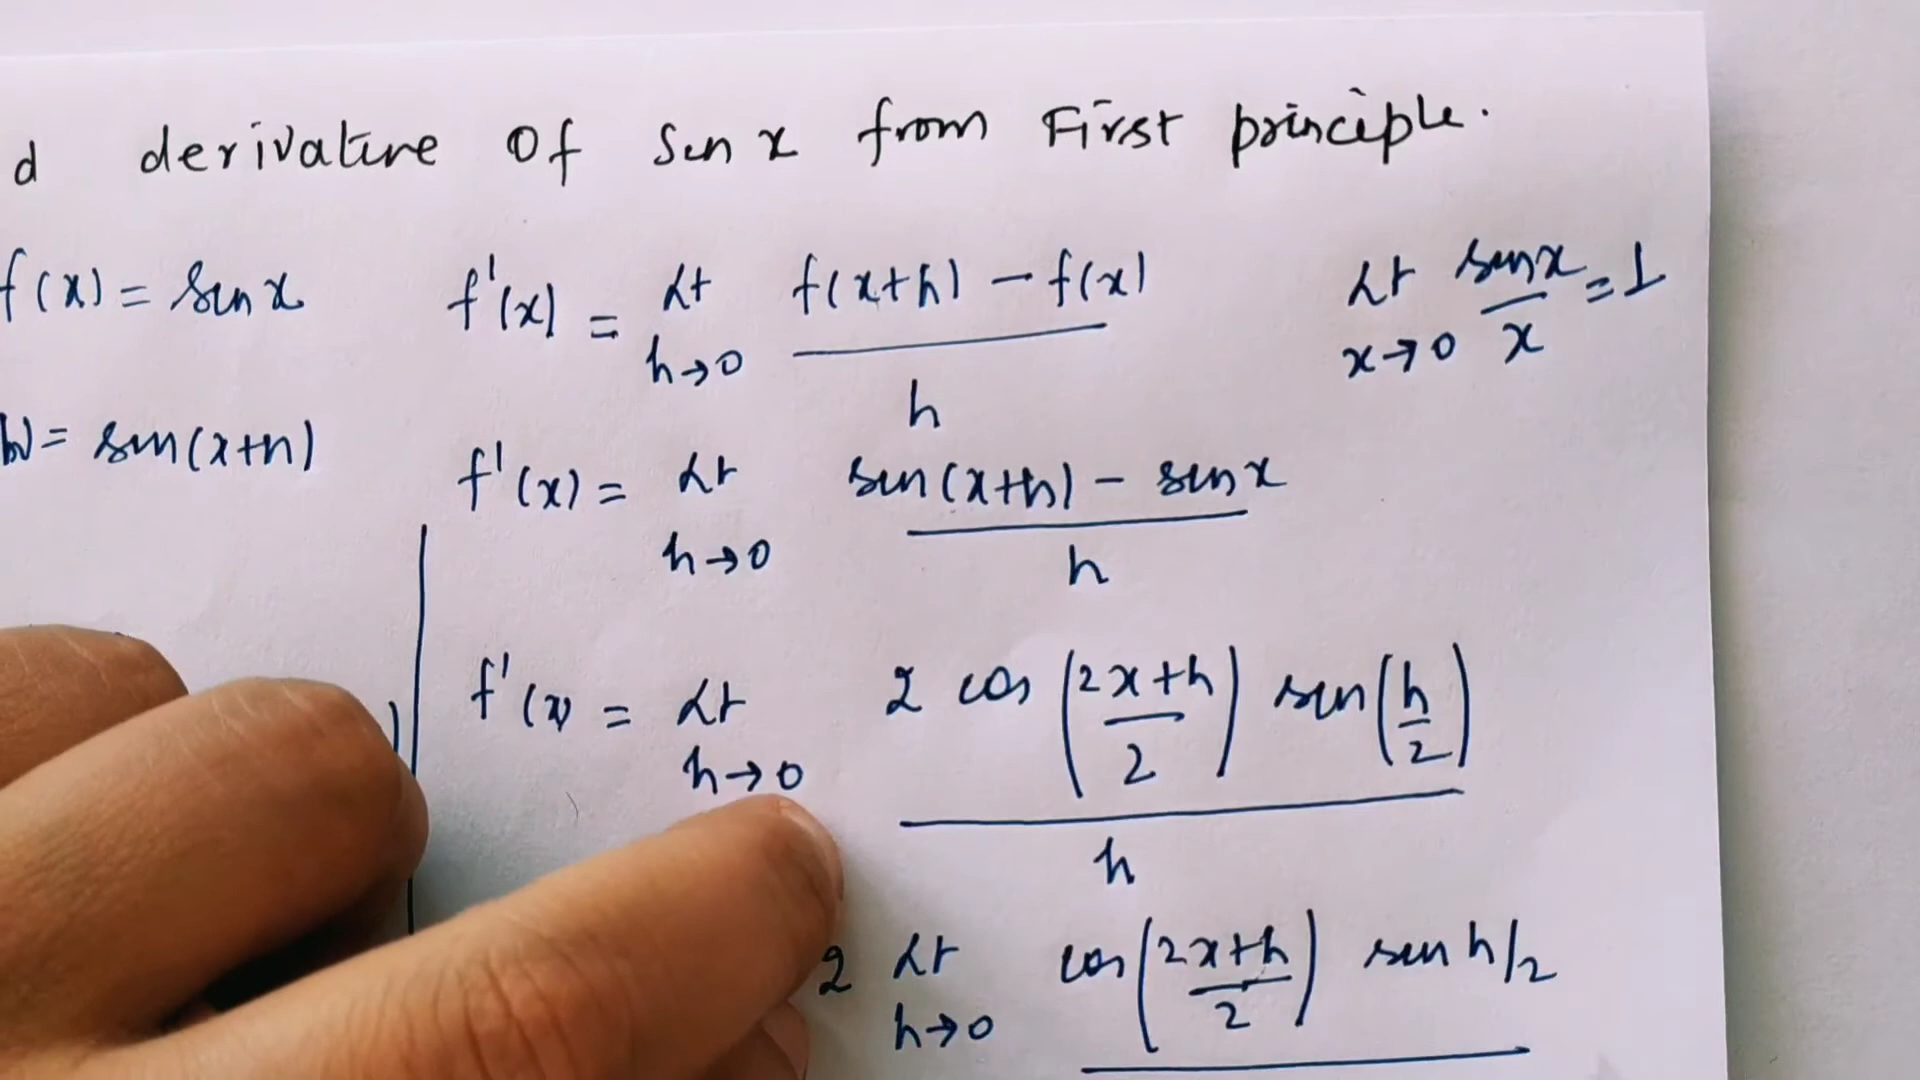 d derivative Of sin x from First principle.
f(x) = sin x
f'(x) = Lt h→0 f(x+h) - f(x) / h
Lt x→0 sin x / x = 1
h) = sin(x+h)
f'(x) = Lt h→0 sin(x+h) - sin x / h
f'(x) = Lt h→0 2 cos (2x+h / 2) sin (h / 2) / h
2 Lt h→0 cos (2x+h / 2) sin h/2